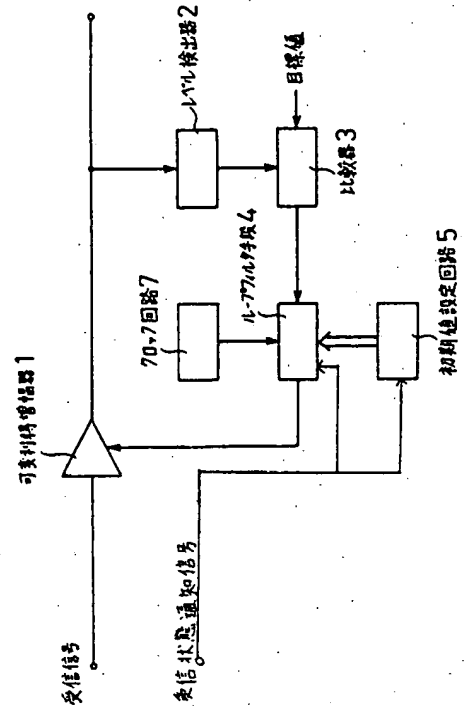 受信信号
可変利得増幅器1
レベル検出路2
目標値
比較器3
クロック回路7
ループフィルタ手段4
受信状態通知信号
初期値設定回路5